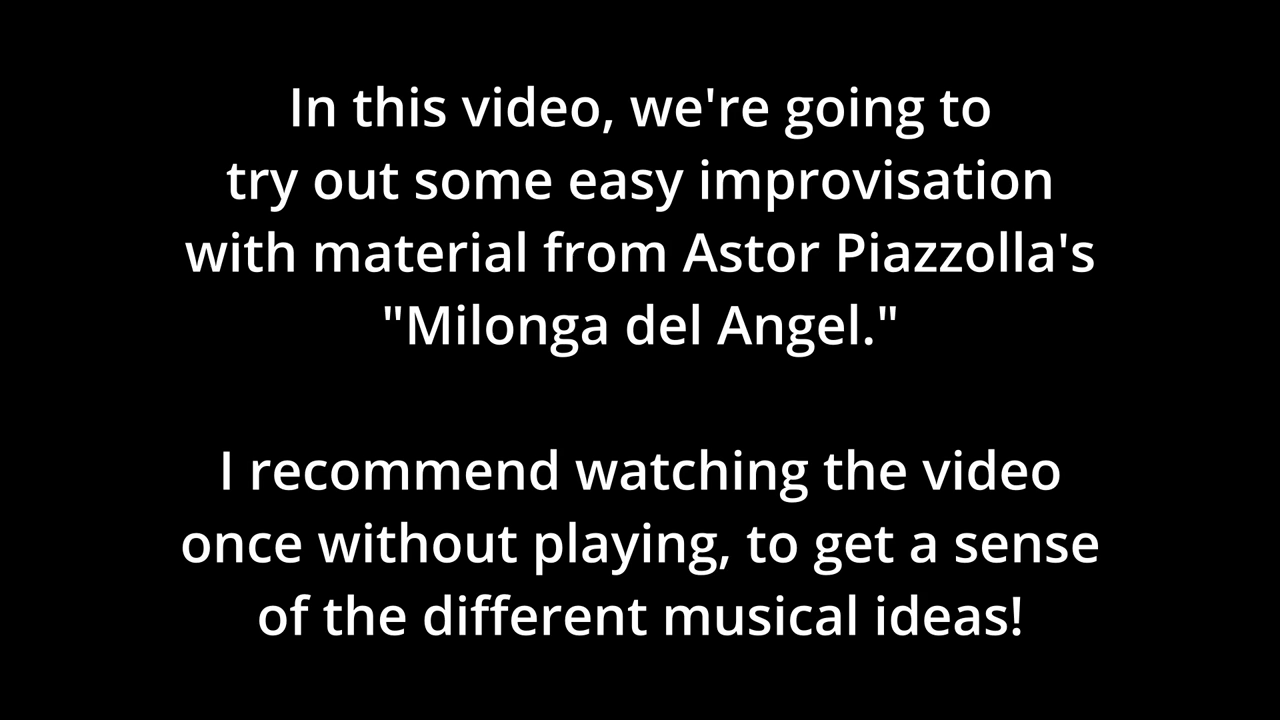 In this video, we're going to
try out some easy improvisation
with material from Astor Piazzolla's
"Milonga del Angel."
I recommend watching the video
once without playing, to get a sense
of the different musical ideas!